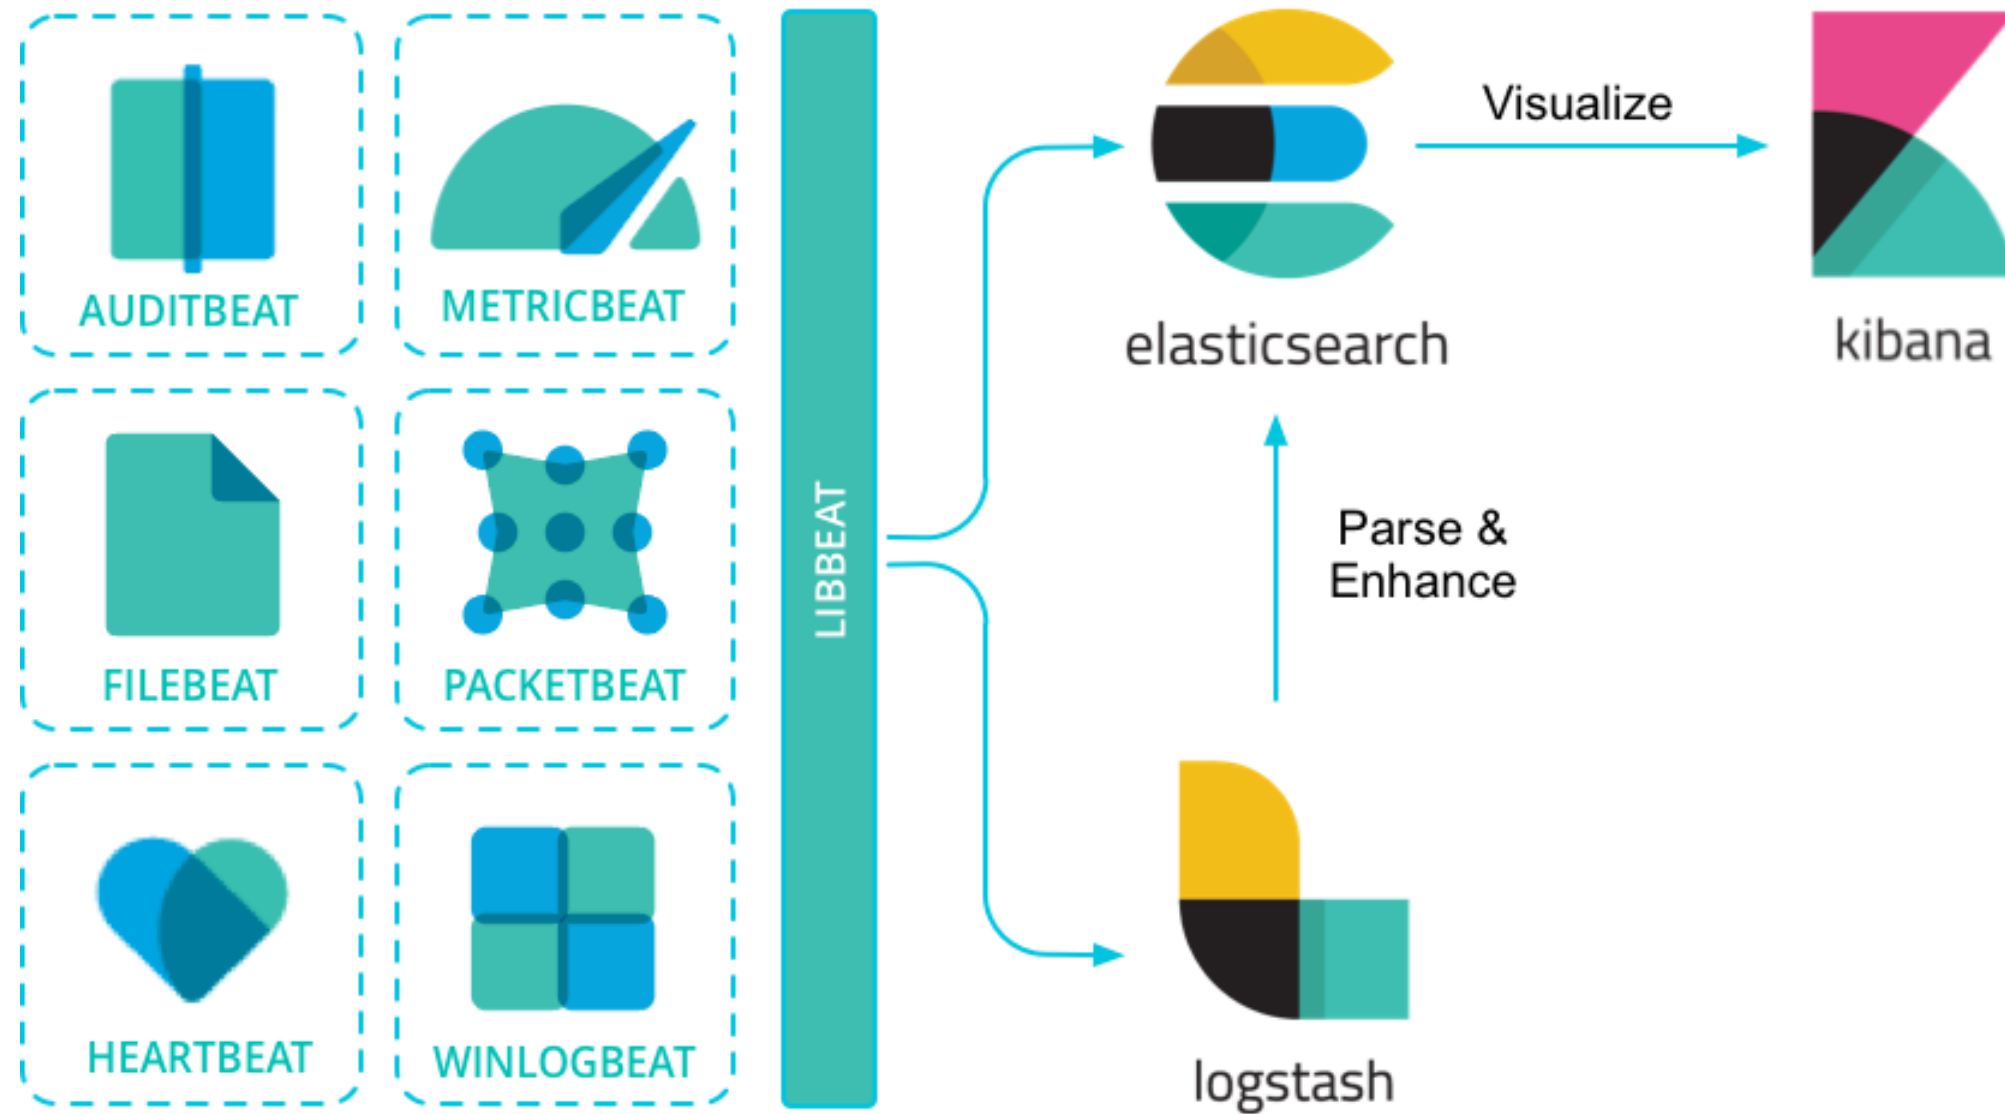 AUDITBEAT
METRICBEAT
FILEBEAT
PACKETBEAT
HEARTBEAT
WINLOGBEAT
LIBBEAT
elasticsearch
Visualize
kibana
Parse &
Enhance
logstash